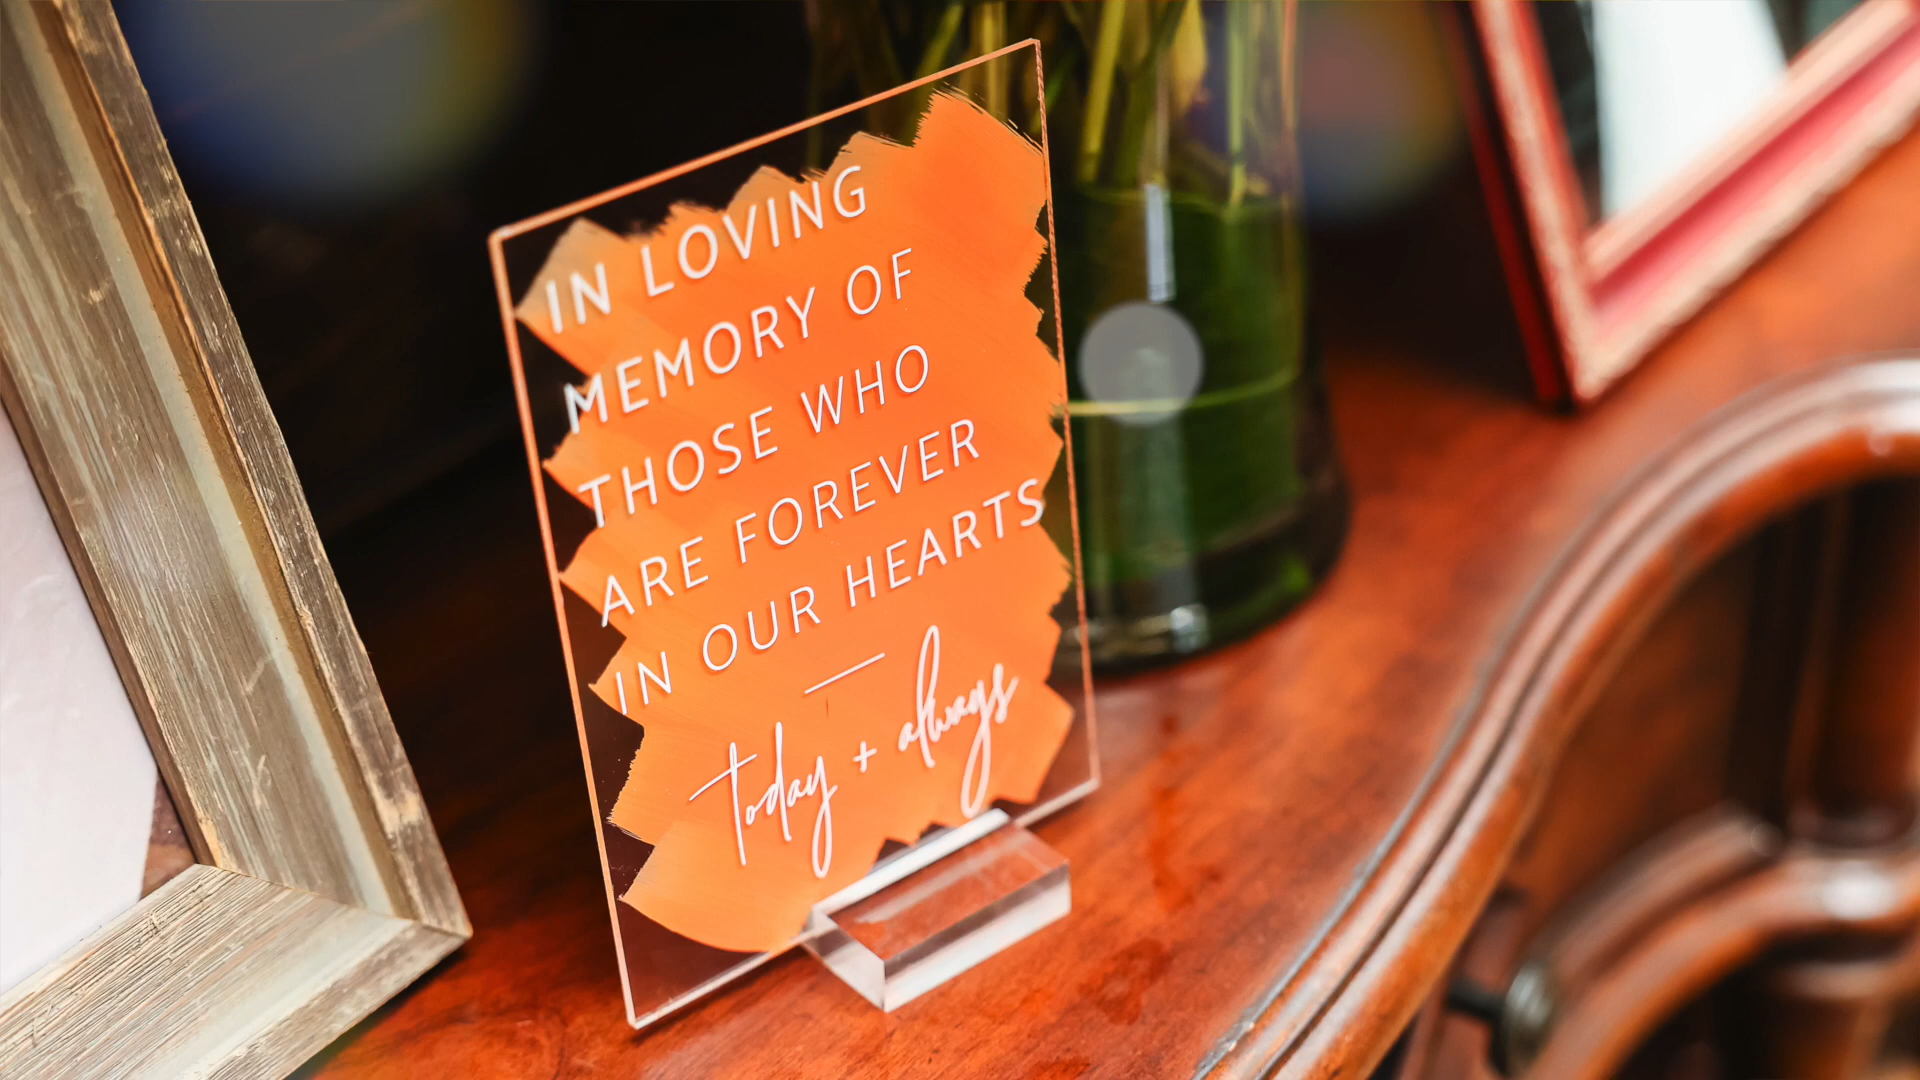 IN LOVING
MEMORY OF
THOSE WHO
ARE FOREVER
IN OUR HEARTS
today + always